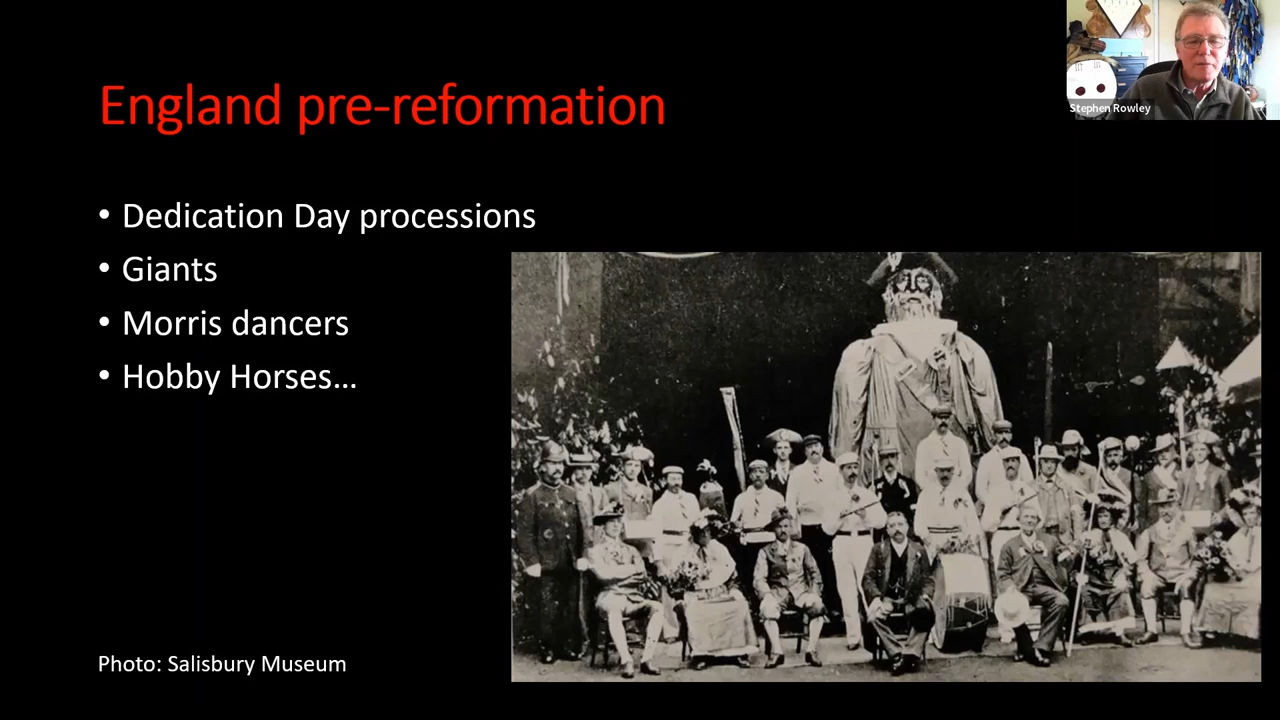 England pre-reformation
Stephen Rowley
• Dedication Day processions
• Giants
• Morris dancers
• Hobby Horses…
Photo: Salisbury Museum